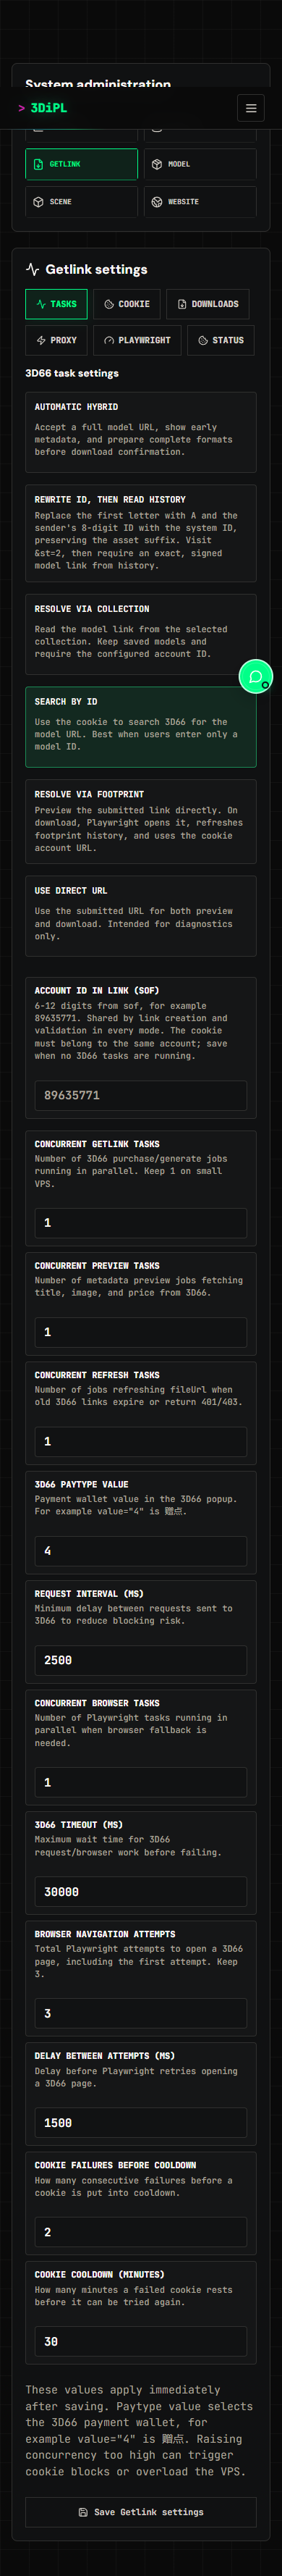 System administration
> 3DiPL
GETLINK
MODEL
SCENE
WEBSITE
Getlink settings
TASKS
COOKIE
DOWNLOADS
PROXY
PLAYWRIGHT
STATUS
3D66 task settings
AUTOMATIC HYBRID
Accept a full model URL, show early
metadata, and prepare complete formats
before download confirmation.
REWRITE ID, THEN READ HISTORY
Replace the first letter with A and the
sender's 8-digit ID with the system ID,
preserving the asset suffix. Visit
&st=2, then require an exact, signed
model link from history.
RESOLVE VIA COLLECTION
Read the model link from the selected
collection. Keep saved models and
require the configured account ID.
SEARCH BY ID
Use the cookie to search 3D66 for the
model URL. Best when users enter only a
model ID.
RESOLVE VIA FOOTPRINT
Preview the submitted link directly. On
download, Playwright opens it, refreshes
footprint history, and uses the cookie
account URL.
USE DIRECT URL
Use the submitted URL for both preview
and download. Intended for diagnostics
only.
ACCOUNT ID IN LINK (SOF)
6-12 digits from sof, for example
89635771. Shared by link creation and
validation in every mode. The cookie
must belong to the same account; save
when no 3D66 tasks are running.
89635771
CONCURRENT GETLINK TASKS
Number of 3D66 purchase/generate jobs
running in parallel. Keep 1 on small
VPS.
1
CONCURRENT PREVIEW TASKS
Number of metadata preview jobs fetching
title, image, and price from 3D66.
1
CONCURRENT REFRESH TASKS
Number of jobs refreshing fileUrl when
old 3D66 links expire or return 401/403.
1
3D66 PAYTYPE VALUE
Payment wallet value in the 3D66 popup.
For example value="4" is 赠点.
4
REQUEST INTERVAL (MS)
Minimum delay between requests sent to
3D66 to reduce blocking risk.
2500
CONCURRENT BROWSER TASKS
Number of Playwright tasks running in
parallel when browser fallback is
needed.
1
3D66 TIMEOUT (MS)
Maximum wait time for 3D66
request/browser work before failing.
30000
BROWSER NAVIGATION ATTEMPTS
Total Playwright attempts to open a 3D66
page, including the first attempt. Keep
3.
3
DELAY BETWEEN ATTEMPTS (MS)
Delay before Playwright retries opening
a 3D66 page.
1500
COOKIE FAILURES BEFORE COOLDOWN
How many consecutive failures before a
cookie is put into cooldown.
2
COOKIE COOLDOWN (MINUTES)
How many minutes a failed cookie rests
before it can be tried again.
30
These values apply immediately
after saving. Paytype value selects
the 3D66 payment wallet, for
example value="4" is 赠点. Raising
concurrency too high can trigger
cookie blocks or overload the VPS.
Save Getlink settings